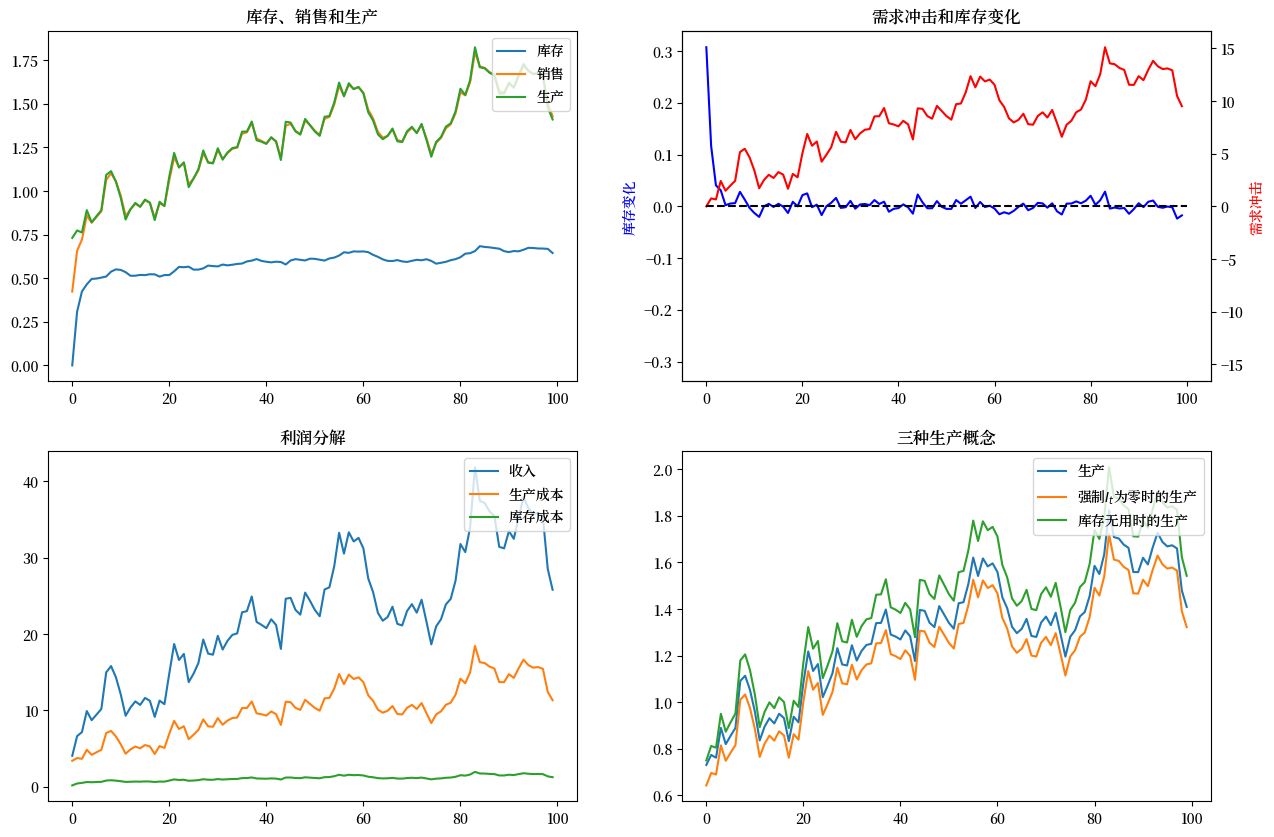 库存、销售和生产
1.75
1.50
1.25
1.00
0.75
0.50
0.25
0.00
0 20 40 60 80 100
库存
销售
生产
需求冲击和库存变化
库存变化
0.3
0.2
0.1
0.0
−0.1
−0.2
−0.3
0 20 40 60 80 100
15
10
5
0
−5
−10
−15
需求冲击
利润分解
40
30
20
10
0
0 20 40 60 80 100
收入
生产成本
库存成本
三种生产概念
2.0
1.8
1.6
1.4
1.2
1.0
0.8
0.6
0 20 40 60 80 100
生产
强制Iₜ为零时的生产
库存无用时的生产